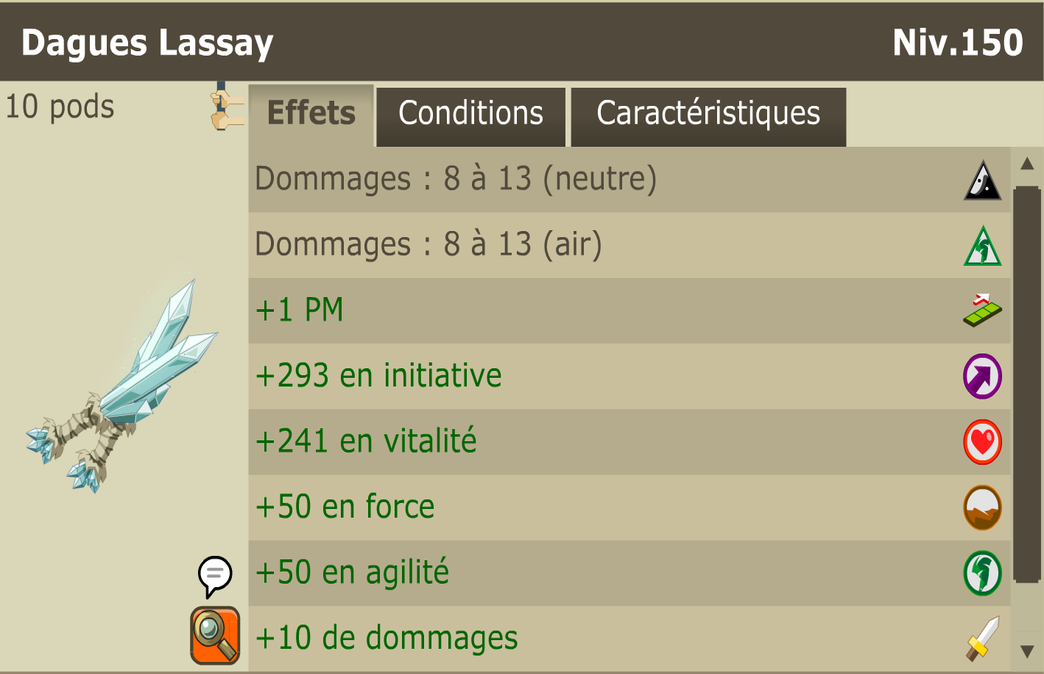 Dagues Lassay
Niv.150
10 pods
Effets
Conditions
Caractéristiques
Dommages : 8 à 13 (neutre)
Dommages : 8 à 13 (air)
+1 PM
+293 en initiative
+241 en vitalité
+50 en force
+50 en agilité
+10 de dommages